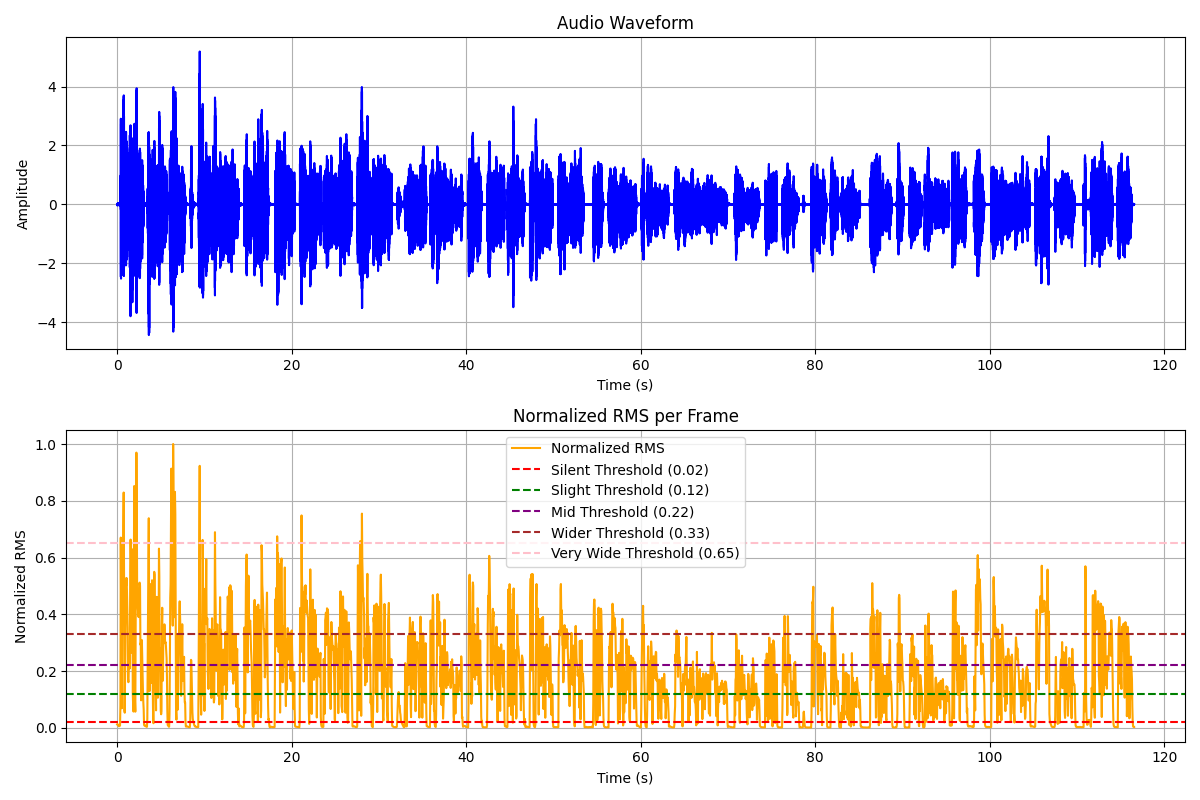 Audio Waveform
Amplitude
4
2
0
−2
−4
0 20 40 60 80 100 120
Time (s)
Normalized RMS per Frame
Normalized RMS
1.0
0.8
0.6
0.4
0.2
0.0
Normalized RMS
Silent Threshold (0.02)
Slight Threshold (0.12)
Mid Threshold (0.22)
Wider Threshold (0.33)
Very Wide Threshold (0.65)
0 20 40 60 80 100 120
Time (s)